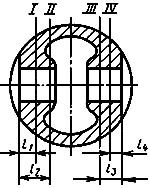 I II III IV
l₁ l₄
l₂ l₃